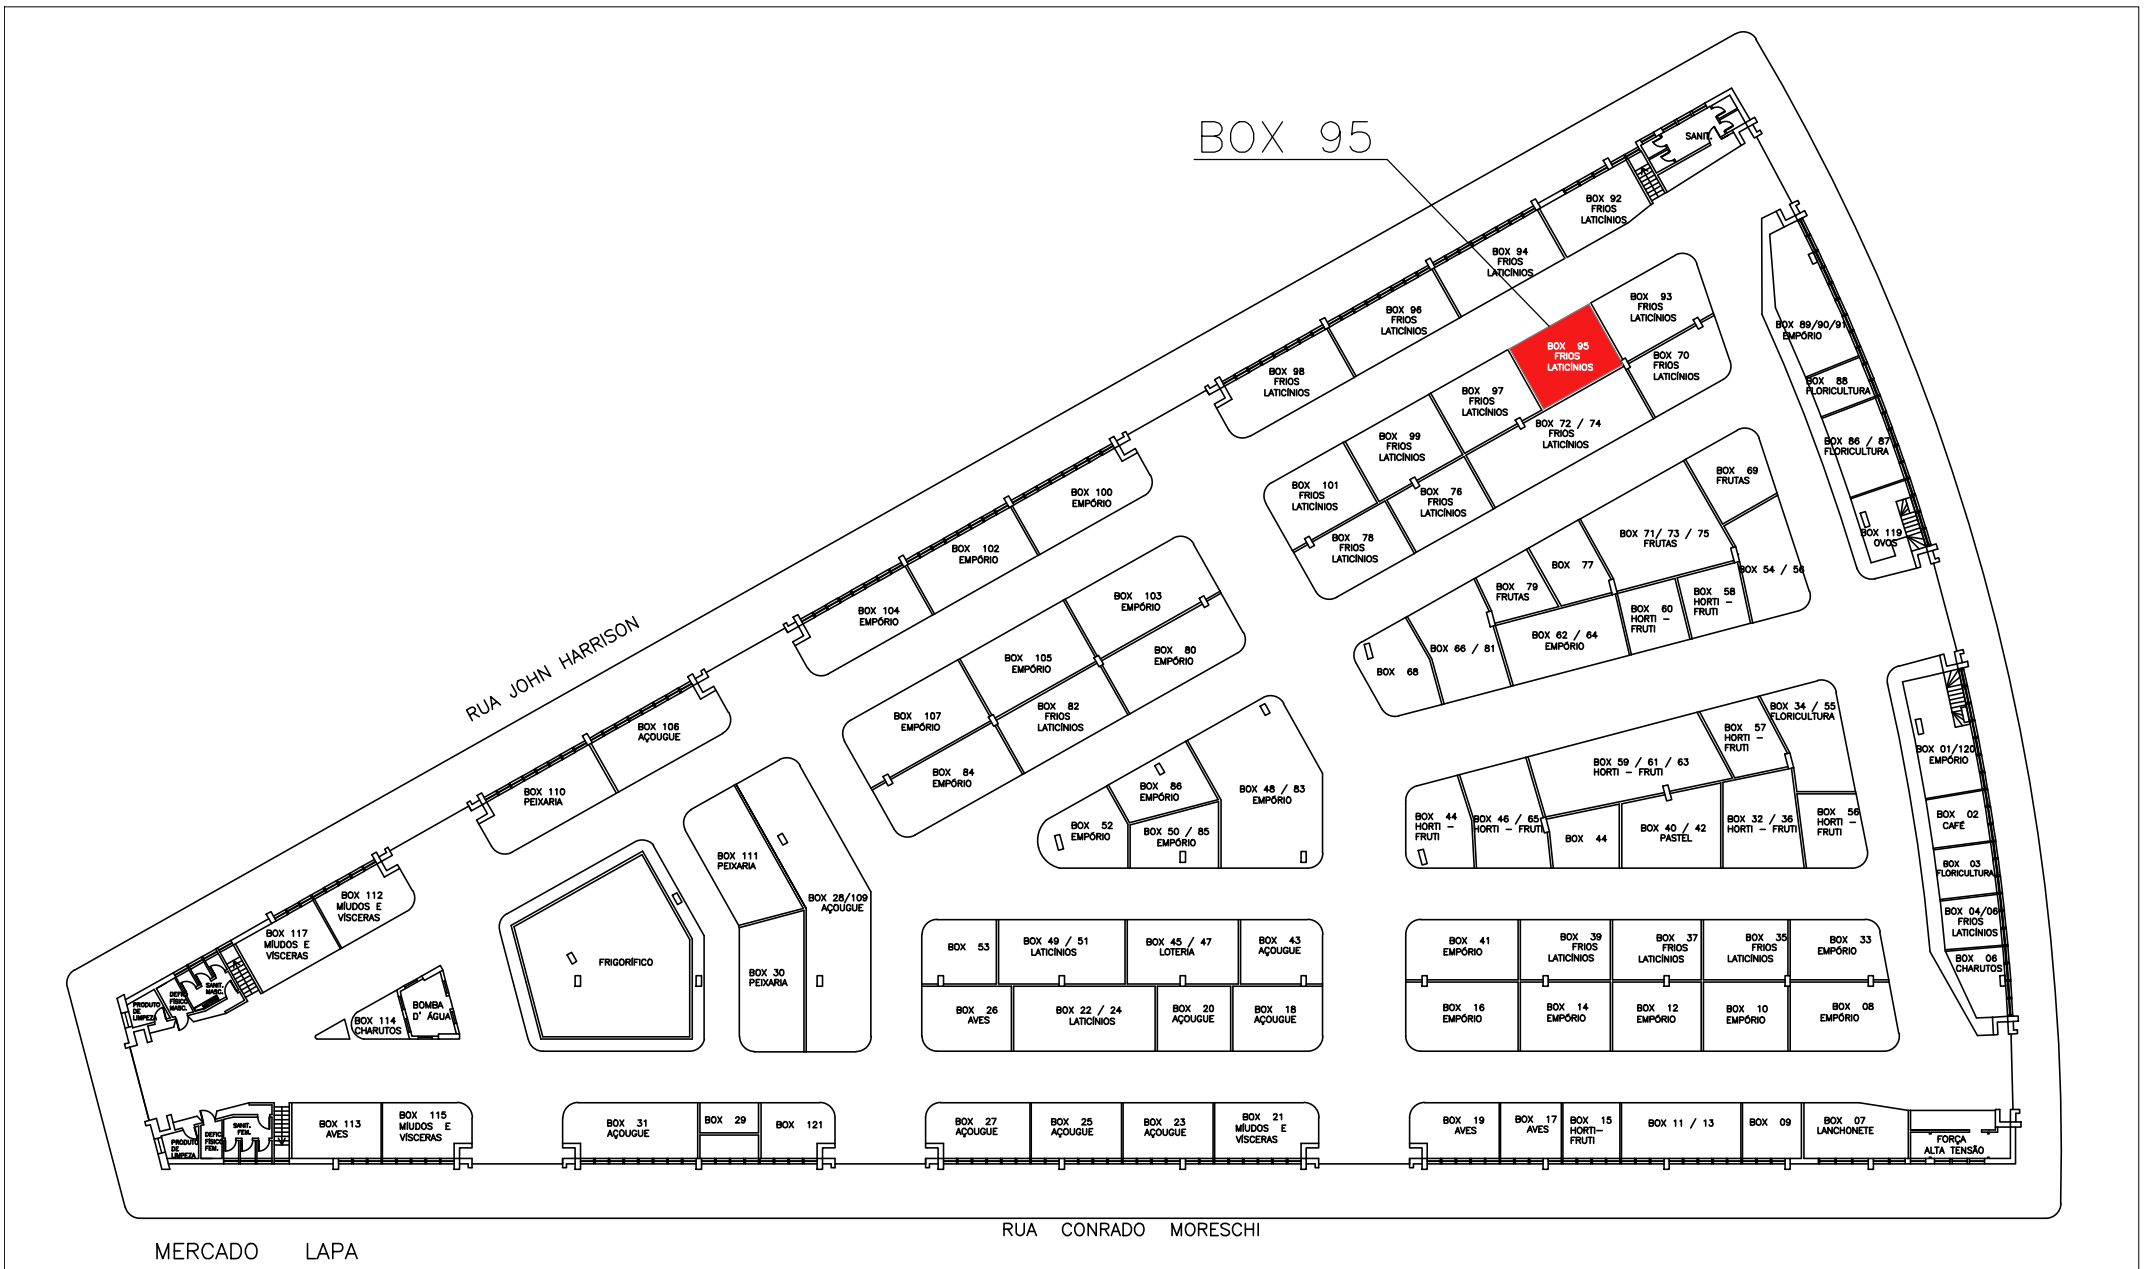 BOX 95
SANIT.
BOX 92
FRIOS
LATICÍNIOS
BOX 94
FRIOS
LATICÍNIOS
BOX 96
FRIOS
LATICÍNIOS
BOX 98
FRIOS
LATICÍNIOS
BOX 93
FRIOS
LATICÍNIOS
BOX 95
FRIOS
LATICÍNIOS
BOX 70
FRIOS
LATICÍNIOS
BOX 97
FRIOS
LATICÍNIOS
BOX 72 / 74
FRIOS
LATICÍNIOS
BOX 99
FRIOS
LATICÍNIOS
BOX 76
FRIOS
LATICÍNIOS
BOX 101
FRIOS
LATICÍNIOS
BOX 78
FRIOS
LATICÍNIOS
BOX 89/90/91
EMPÓRIO
BOX 88
FLORICULTURA
BOX 86 / 87
FLORICULTURA
BOX 119
OVOS
BOX 69
FRUTAS
BOX 71/ 73 / 75
FRUTAS
BOX 77
BOX 79
FRUTAS
BOX 54 / 56
BOX 58
HORTI -
FRUTI
BOX 60
HORTI -
FRUTI
BOX 62 / 64
EMPÓRIO
BOX 66 / 81
BOX 68
BOX 100
EMPÓRIO
BOX 102
EMPÓRIO
BOX 104
EMPÓRIO
BOX 103
EMPÓRIO
BOX 80
EMPÓRIO
BOX 105
EMPÓRIO
BOX 82
FRIOS
LATICÍNIOS
BOX 107
EMPÓRIO
BOX 84
EMPÓRIO
RUA JOHN HARRISON
BOX 106
AÇOUGUE
BOX 110
PEIXARIA
BOX 34 / 55
FLORICULTURA
BOX 57
HORTI -
FRUTI
BOX 59 / 61 / 63
HORTI - FRUTI
BOX 44
HORTI -
FRUTI
BOX 46 / 65
HORTI - FRUTI
BOX 44
BOX 40 / 42
PASTEL
BOX 32 / 36
HORTI - FRUTI
BOX 56
HORTI -
FRUTI
BOX 01/120
EMPÓRIO
BOX 02
CAFÉ
BOX 03
FLORICULTURA
BOX 04/06
FRIOS
LATICÍNIOS
BOX 06
CHARUTOS
BOX 86
EMPÓRIO
BOX 48 / 83
EMPÓRIO
BOX 52
EMPÓRIO
BOX 50 / 85
EMPÓRIO
BOX 111
PEIXARIA
BOX 28/109
AÇOUGUE
BOX 30
PEIXARIA
FRIGORÍFICO
BOX 112
MIUDOS E
VÍSCERAS
BOX 117
MIUDOS E
VÍSCERAS
SANIT.
MASC.
DEFIC.
FÍSICO
MASC.
PRODUTO
DE
LIMPEZA
BOX 114
CHARUTOS
BOMBA
D' ÁGUA
BOX 53
BOX 49 / 51
LATICÍNIOS
BOX 45 / 47
LOTERIA
BOX 43
AÇOUGUE
BOX 26
AVES
BOX 22 / 24
LATICÍNIOS
BOX 20
AÇOUGUE
BOX 18
AÇOUGUE
BOX 41
EMPÓRIO
BOX 39
FRIOS
LATICÍNIOS
BOX 37
FRIOS
LATICÍNIOS
BOX 35
FRIOS
LATICÍNIOS
BOX 33
EMPÓRIO
BOX 16
EMPÓRIO
BOX 14
EMPÓRIO
BOX 12
EMPÓRIO
BOX 10
EMPÓRIO
BOX 08
EMPÓRIO
PRODUTO
DE
LIMPEZA
DEFIC.
FÍSICO
FEM.
SANIT.
FEM.
BOX 113
AVES
BOX 115
MIUDOS E
VÍSCERAS
BOX 31
AÇOUGUE
BOX 29
BOX 121
BOX 27
AÇOUGUE
BOX 25
AÇOUGUE
BOX 23
AÇOUGUE
BOX 21
MIUDOS E
VÍSCERAS
BOX 19
AVES
BOX 17
AVES
BOX 15
HORTI-
FRUTI
BOX 11 / 13
BOX 09
BOX 07
LANCHONETE
FORÇA
ALTA TENSÃO
RUA CONRADO MORESCHI
MERCADO LAPA